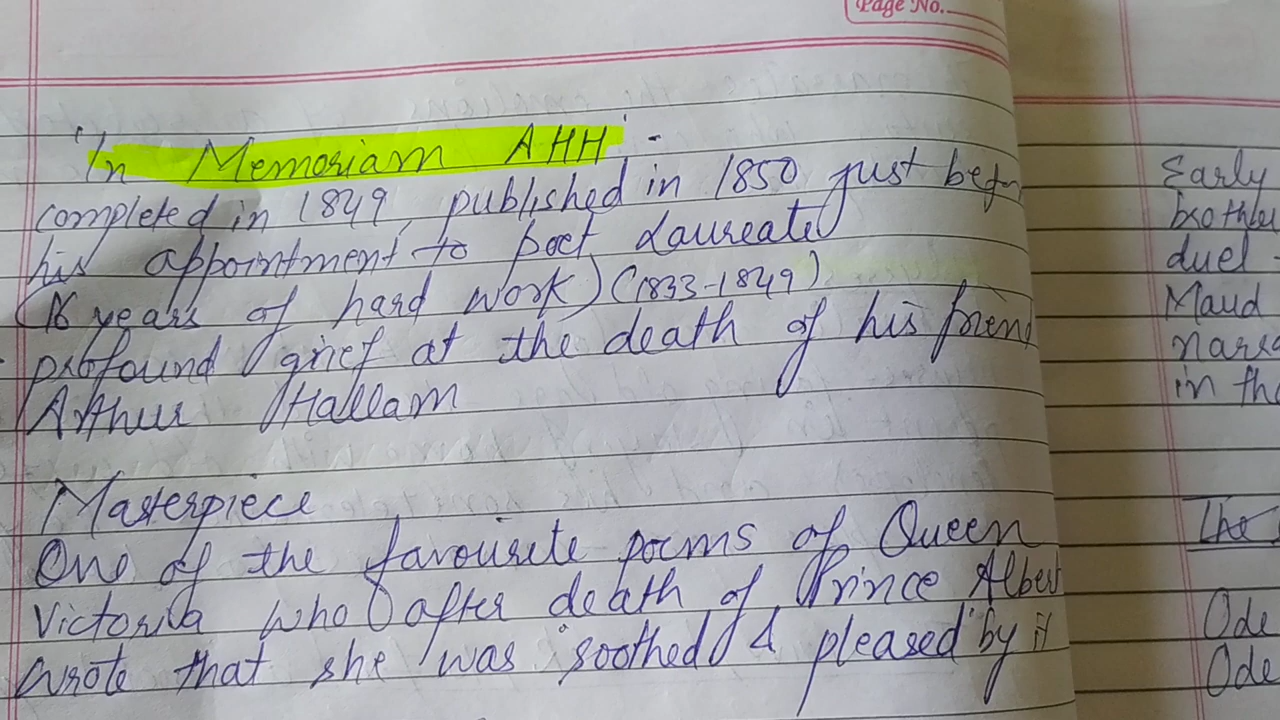 Page No.
'In Memoriam AHH' -
completed in 1849, published in 1850 just befor
his appointment to poet Laureate
(16 years of hard work) (1833-1849)
profound grief at the death of his friend
Arthur Hallam
Masterpiece
One of the favourite poems of Queen
Victoria who after death of Prince Albert
wrote that she was "soothed & pleased" by it
Early
brother
duel -
Maud
narra
in the
The
Ode
Ode